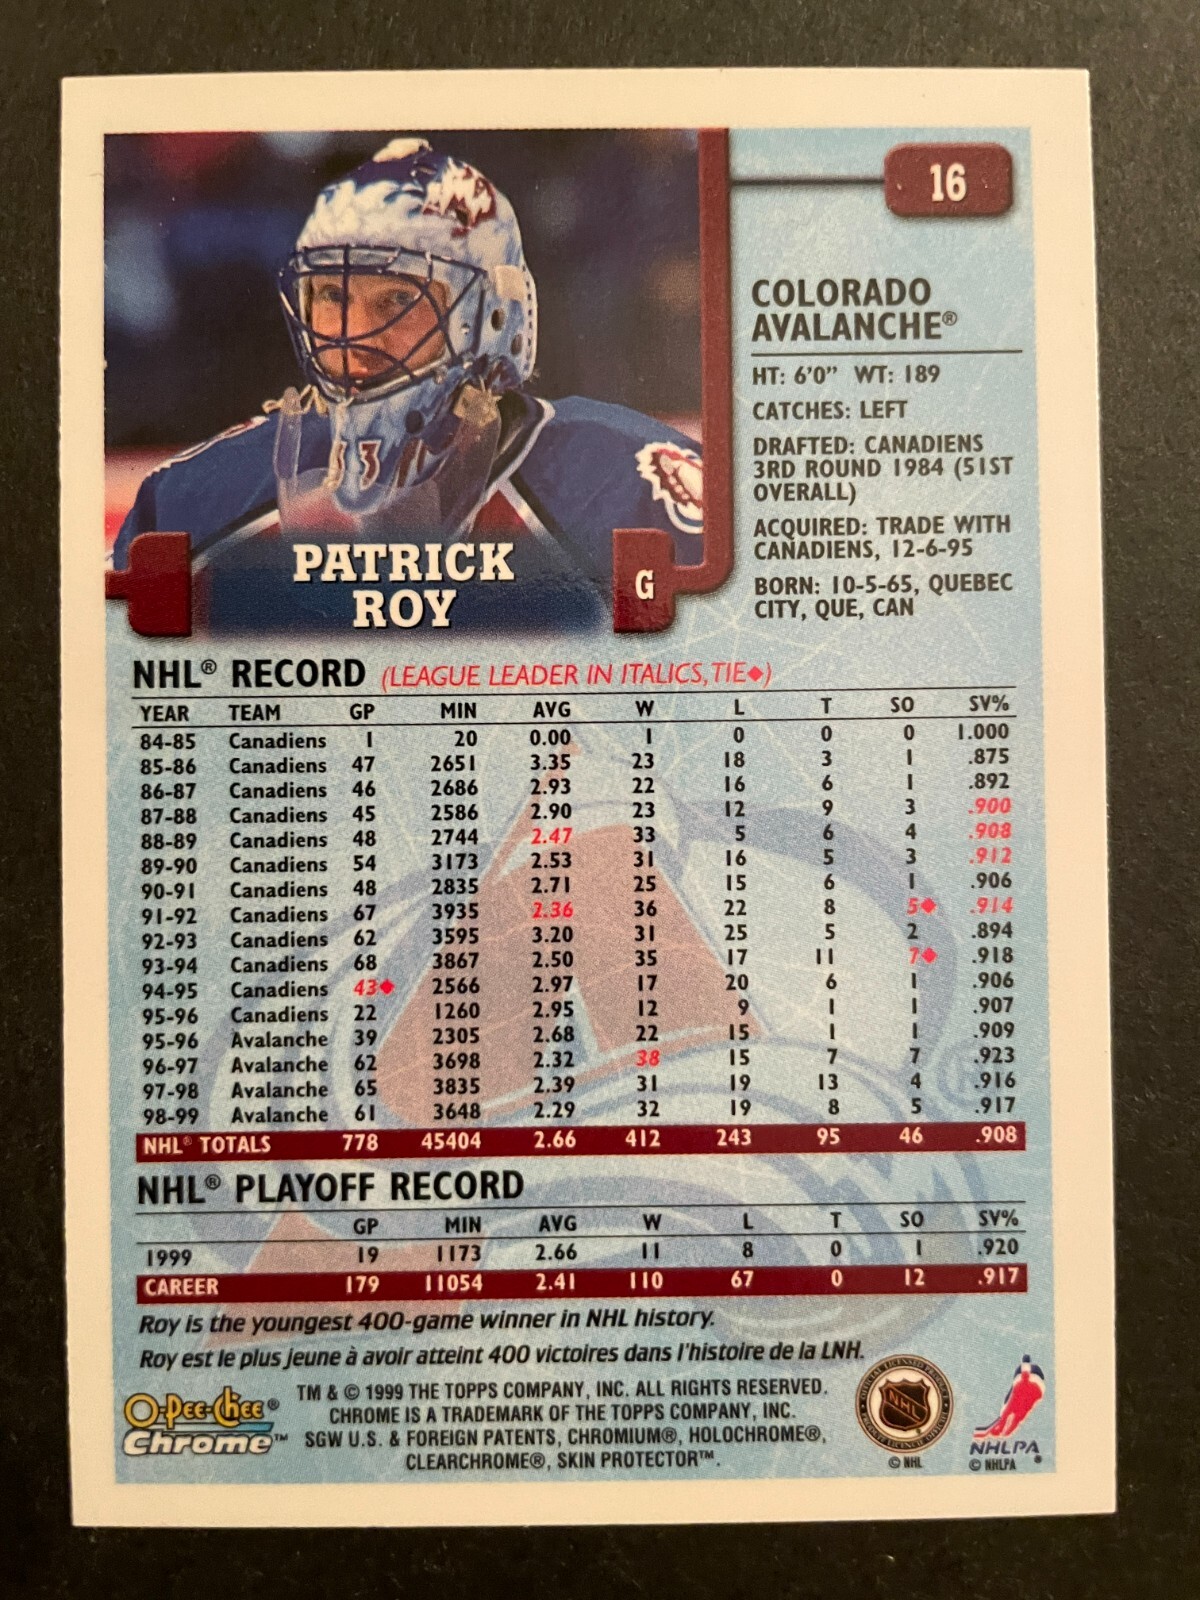 16
COLORADO
AVALANCHE®
HT: 6'0" WT: 189
CATCHES: LEFT
DRAFTED: CANADIENS
3RD ROUND 1984 (51ST
OVERALL)
ACQUIRED: TRADE WITH
CANADIENS, 12-6-95
BORN: 10-5-65, QUEBEC
CITY, QUE, CAN
33
PATRICK
ROY
G
NHL® RECORD (LEAGUE LEADER IN ITALICS, TIE◆)
YEAR TEAM GP MIN AVG W L T SO SV%
84-85 Canadiens 1 20 0.00 1 0 0 0 1.000
85-86 Canadiens 47 2651 3.35 23 18 3 1 .875
86-87 Canadiens 46 2686 2.93 22 16 6 1 .892
87-88 Canadiens 45 2586 2.90 23 12 9 3 .900
88-89 Canadiens 48 2744 2.47 33 5 6 4 .908
89-90 Canadiens 54 3173 2.53 31 16 5 3 .912
90-91 Canadiens 48 2835 2.71 25 15 6 1 .906
91-92 Canadiens 67 3935 2.36 36 22 8 5◆ .914
92-93 Canadiens 62 3595 3.20 31 25 5 2 .894
93-94 Canadiens 68 3867 2.50 35 17 11 7◆ .918
94-95 Canadiens 43◆ 2566 2.97 17 20 6 1 .906
95-96 Canadiens 22 1260 2.95 12 9 1 1 .907
95-96 Avalanche 39 2305 2.68 22 15 1 1 .909
96-97 Avalanche 62 3698 2.32 38 15 7 7 .923
97-98 Avalanche 65 3835 2.39 31 19 13 4 .916
98-99 Avalanche 61 3648 2.29 32 19 8 5 .917
NHL® TOTALS 778 45404 2.66 412 243 95 46 .908
NHL® PLAYOFF RECORD
GP MIN AVG W L T SO SV%
1999 19 1173 2.66 11 8 0 1 .920
CAREER 179 11054 2.41 110 67 0 12 .917
Roy is the youngest 400-game winner in NHL history.
Roy est le plus jeune à avoir atteint 400 victoires dans l'histoire de la LNH.
O-Pee-Chee®
Chrome™
TM & © 1999 THE TOPPS COMPANY, INC. ALL RIGHTS RESERVED.
CHROME IS A TRADEMARK OF THE TOPPS COMPANY, INC.
SGW U.S. & FOREIGN PATENTS, CHROMIUM®, HOLOCHROME®,
CLEARCHROME®, SKIN PROTECTOR™.
NHL
© NHL
NHLPA
© NHLPA ®